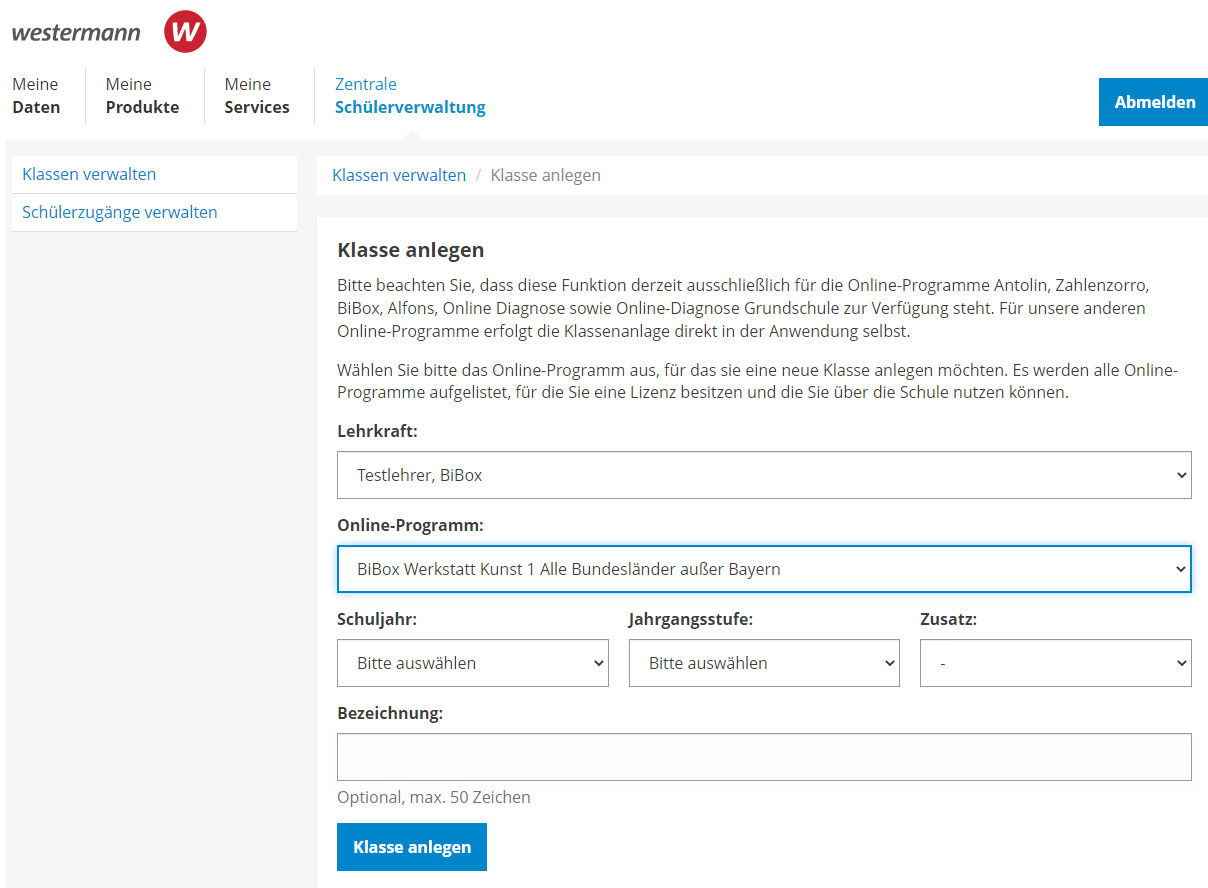 westermann W
Meine
Daten
Meine
Produkte
Meine
Services
Zentrale
Schülerverwaltung
Abmelden
Klassen verwalten
Schülerzugänge verwalten
Klassen verwalten / Klasse anlegen
Klasse anlegen
Bitte beachten Sie, dass diese Funktion derzeit ausschließlich für die Online-Programme Antolin, Zahlenzorro,
BiBox, Alfons, Online Diagnose sowie Online-Diagnose Grundschule zur Verfügung steht. Für unsere anderen
Online-Programme erfolgt die Klassenanlage direkt in der Anwendung selbst.
Wählen Sie bitte das Online-Programm aus, für das sie eine neue Klasse anlegen möchten. Es werden alle Online-
Programme aufgelistet, für die Sie eine Lizenz besitzen und die Sie über die Schule nutzen können.
Lehrkraft:
Testlehrer, BiBox
Online-Programm:
BiBox Werkstatt Kunst 1 Alle Bundesländer außer Bayern
Schuljahr:
Bitte auswählen
Jahrgangsstufe:
Bitte auswählen
Zusatz:
-
Bezeichnung:
Optional, max. 50 Zeichen
Klasse anlegen